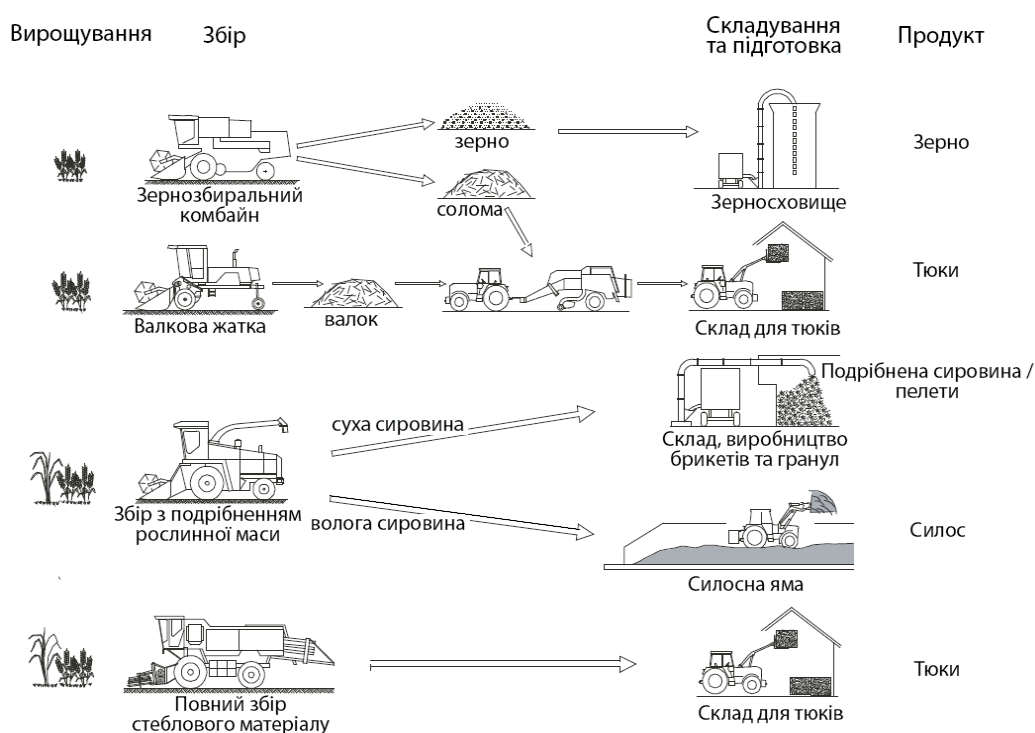 Вирощування
Збір
Складування
та підготовка
Продукт
зерно
Зерно
Зернозбиральний
комбайн
солома
Зерносховище
Тюки
Валкова жатка
валок
Склад для тюків
Подрібнена сировина /
пелети
суха сировина
Склад, виробництво
брикетів та гранул
Збір з подрібненням
рослинної маси
волога сировина
Силос
Силосна яма
Тюки
Повний збір
стеблового матеріалу
Склад для тюків